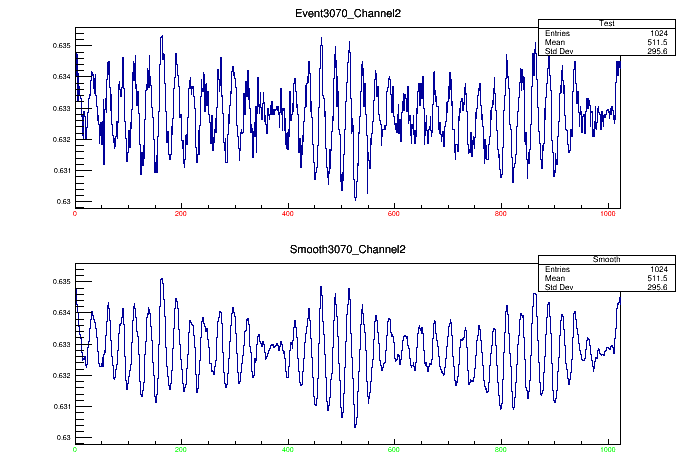 Event3070_Channel2
Test
Entries 1024
Mean 511.5
Std Dev 295.6
0.635
0.634
0.633
0.632
0.631
0.63
0 200 400 600 800 1000
Smooth3070_Channel2
Smooth
Entries 1024
Mean 511.5
Std Dev 295.6
0.635
0.634
0.633
0.632
0.631
0.63
0 200 400 600 800 1000